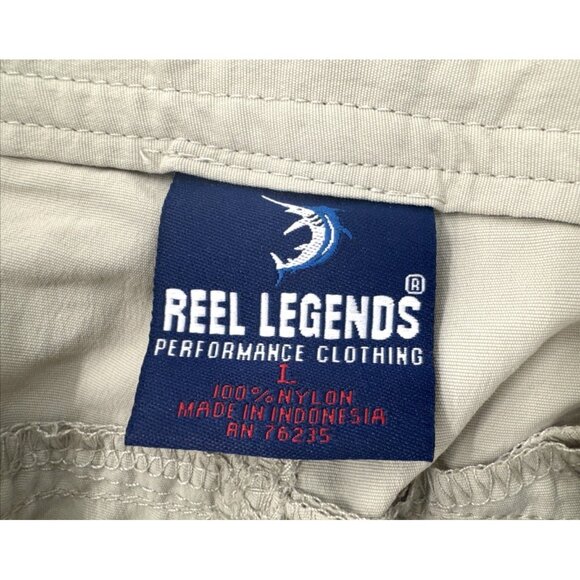 ®
REEL LEGENDS
PERFORMANCE CLOTHING
L
100% NYLON
MADE IN INDONESIA
RN 76235